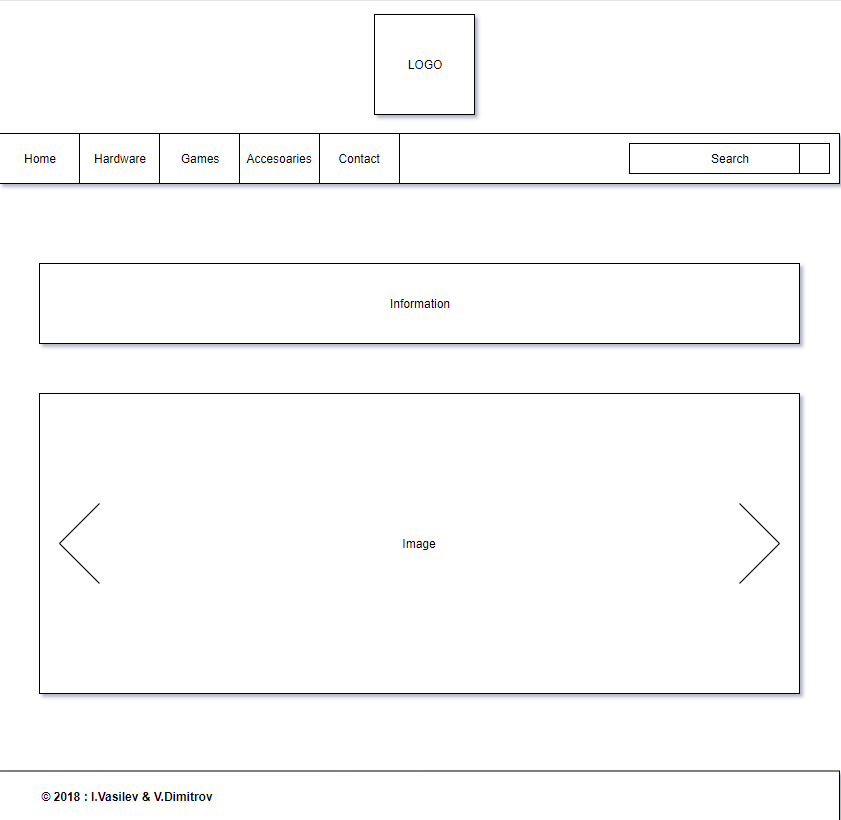 LOGO
Home Hardware Games Accesoaries Contact Search
Information
Image
© 2018 : I.Vasilev & V.Dimitrov